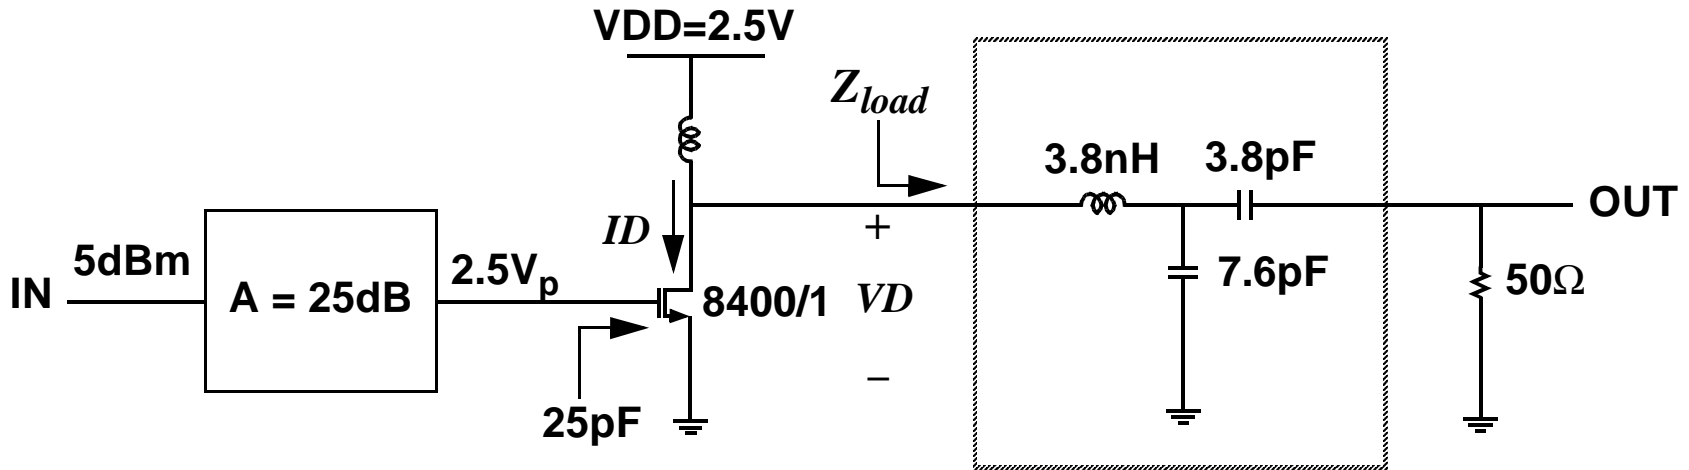 VDD=2.5V
Zload
3.8nH
3.8pF
OUT
ID
+
5dBm
2.5Vp
IN
A = 25dB
8400/1
VD
7.6pF
50Ω
−
25pF